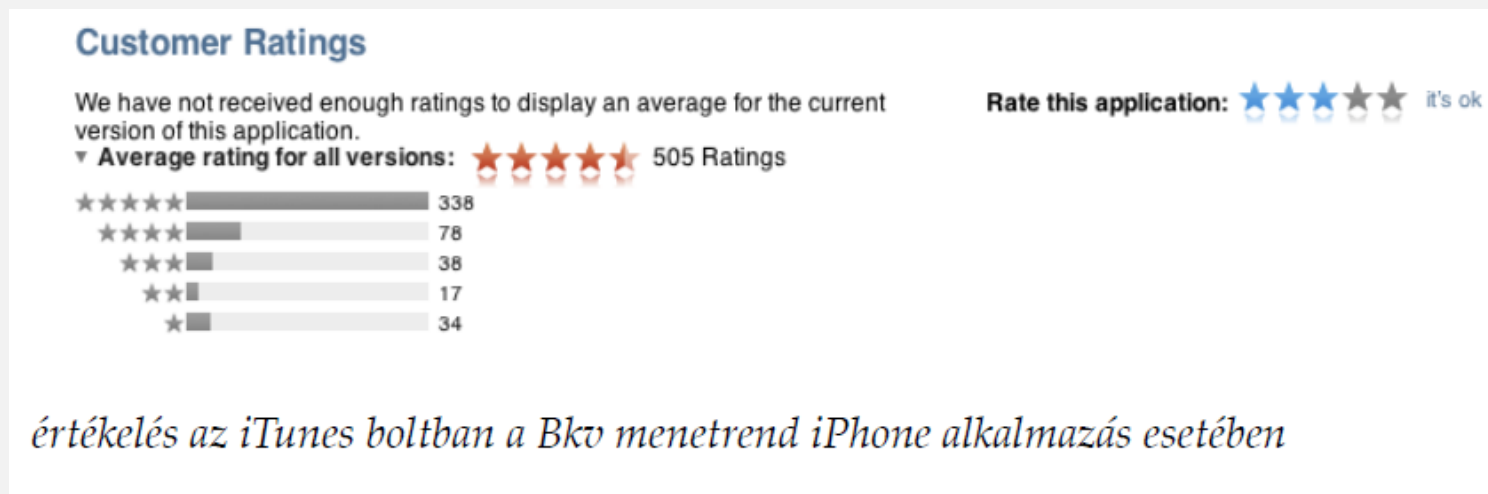 Customer Ratings
We have not received enough ratings to display an average for the current
version of this application.
Rate this application: it's ok
▼ Average rating for all versions: 505 Ratings
338
78
38
17
34
értékelés az iTunes boltban a Bkv menetrend iPhone alkalmazás esetében